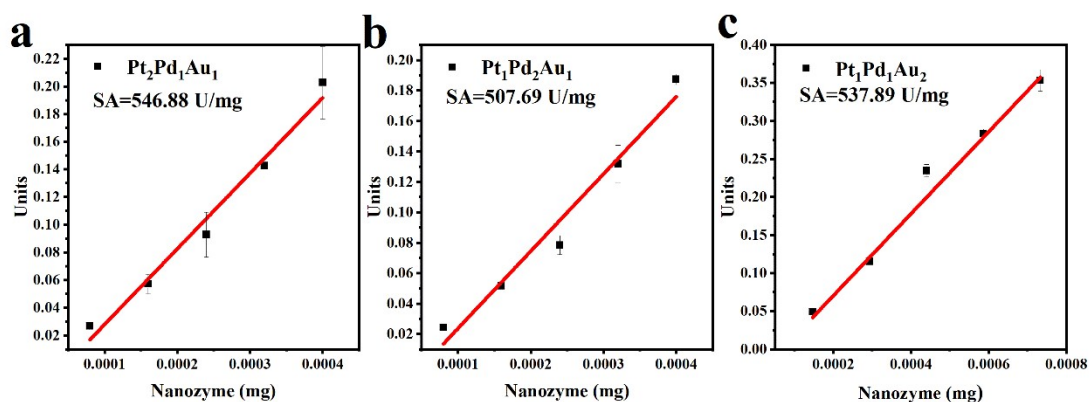 a
Pt₂Pd₁Au₁
SA=546.88 U/mg
Units
0.22
0.20
0.18
0.16
0.14
0.12
0.10
0.08
0.06
0.04
0.02
0.0001
0.0002
0.0003
0.0004
Nanozyme (mg)
b
Pt₁Pd₂Au₁
SA=507.69 U/mg
Units
0.20
0.18
0.16
0.14
0.12
0.10
0.08
0.06
0.04
0.02
0.0001
0.0002
0.0003
0.0004
Nanozyme (mg)
c
Pt₁Pd₁Au₂
SA=537.89 U/mg
Units
0.40
0.35
0.30
0.25
0.20
0.15
0.10
0.05
0.00
0.0002
0.0004
0.0006
0.0008
Nanozyme (mg)